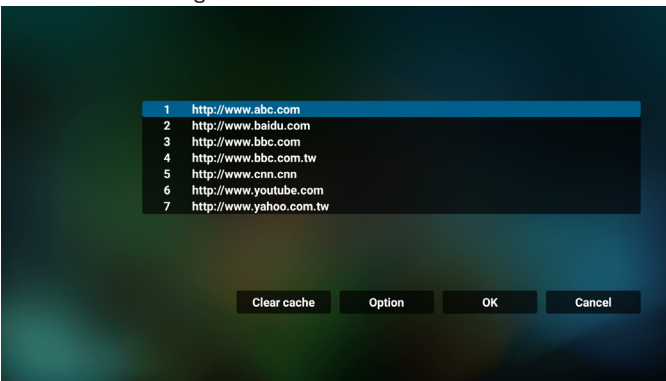 1 http://www.abc.com
2 http://www.baidu.com
3 http://www.bbc.com
4 http://www.bbc.com.tw
5 http://www.cnn.cnn
6 http://www.youtube.com
7 http://www.yahoo.com.tw
Clear cache Option OK Cancel